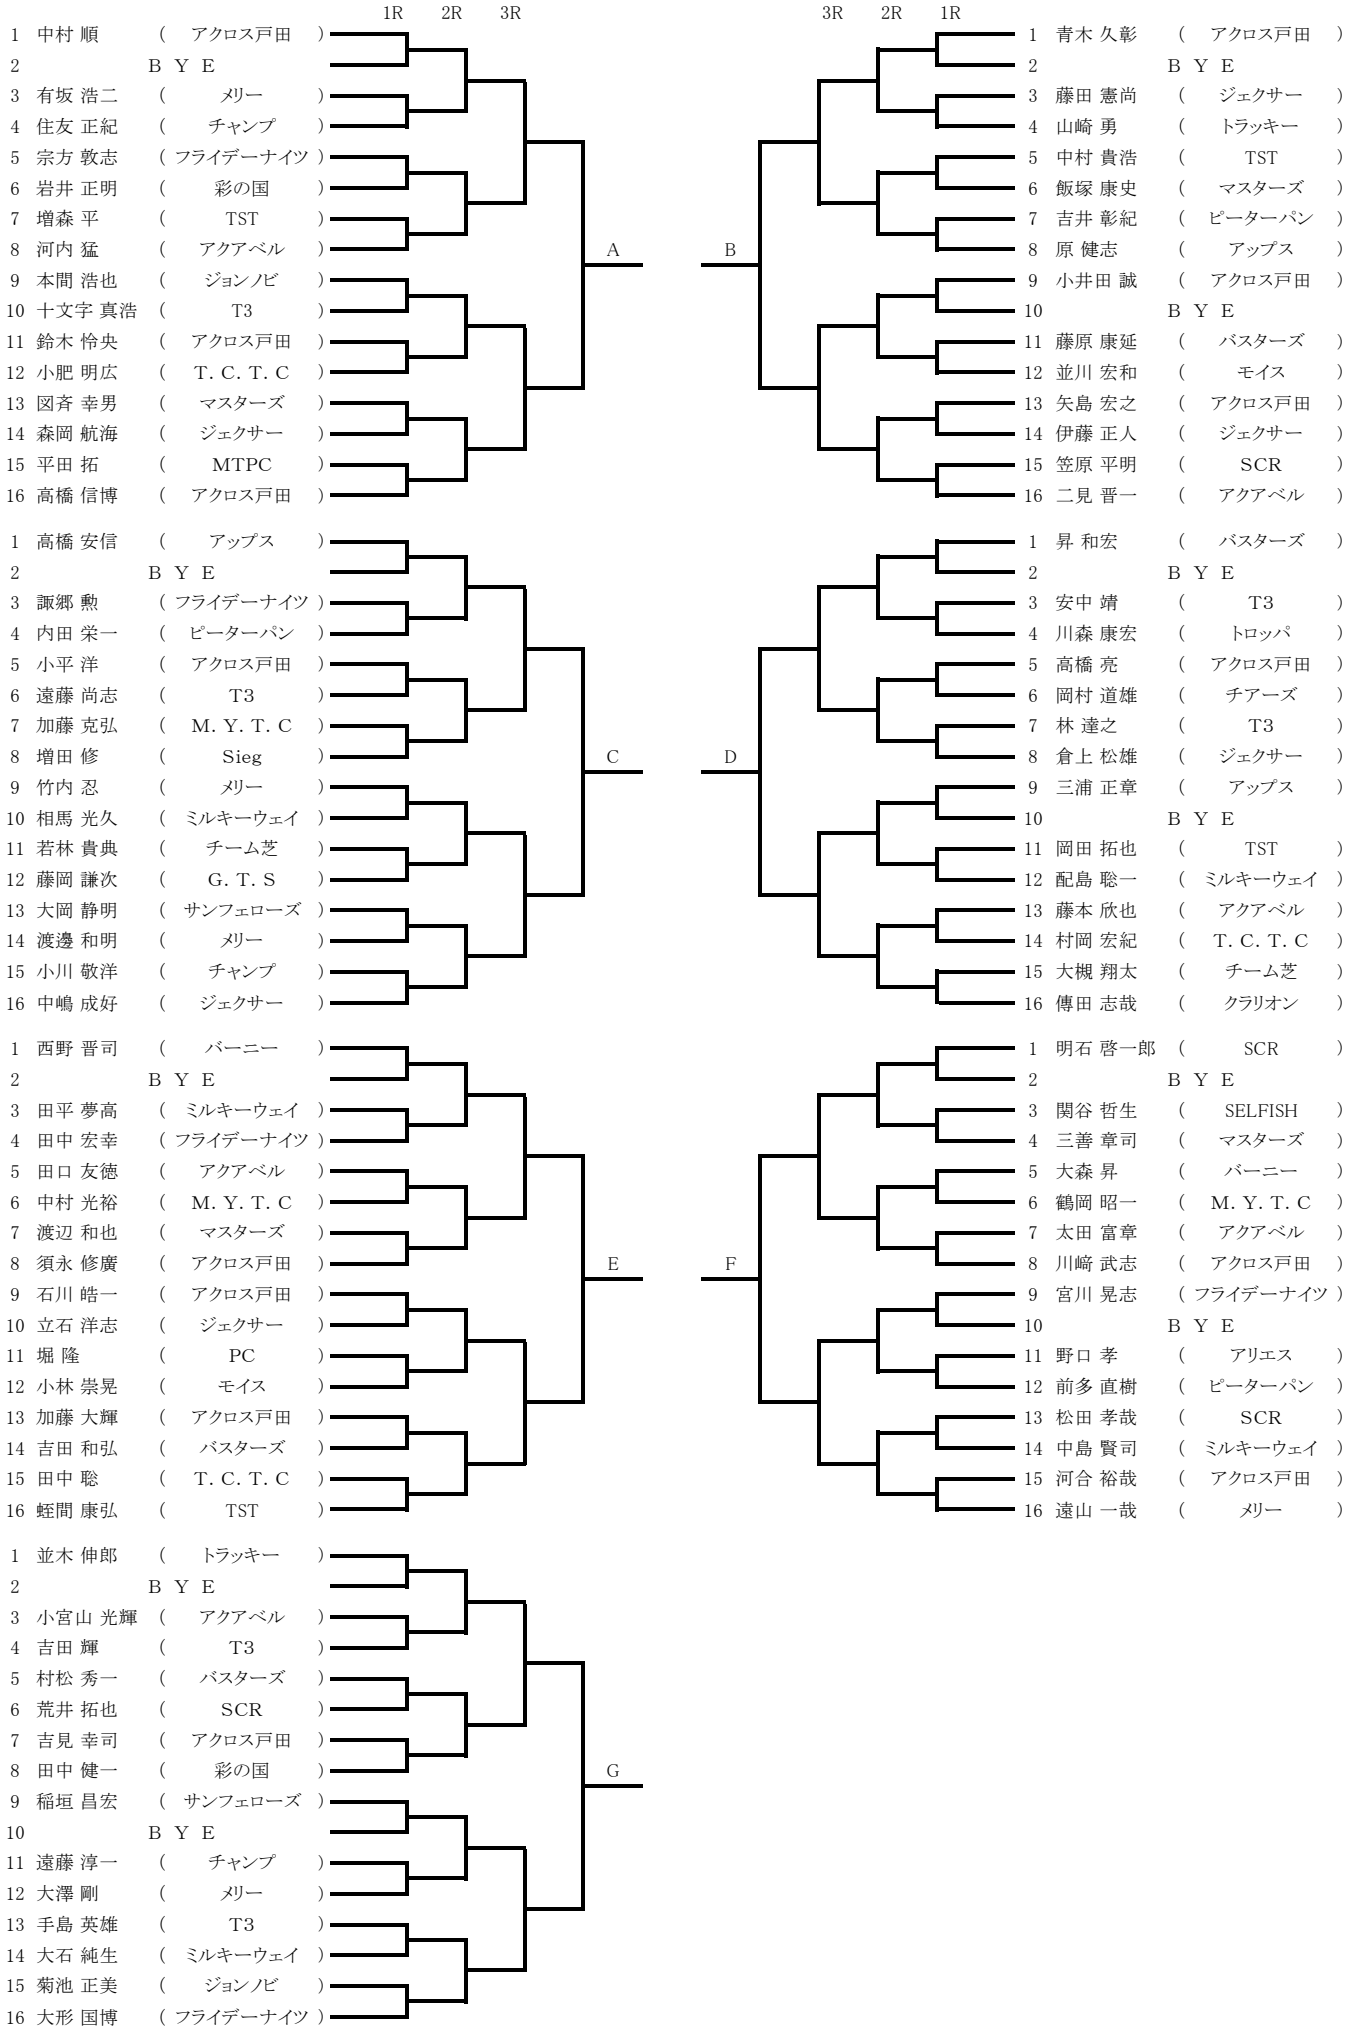 1R 2R 3R
1 中村 順 ( アクロス戸田 )
2 B Y E
3 有坂 浩二 ( メリー )
4 住友 正紀 ( チャンプ )
5 宗方 敦志 ( フライデーナイツ )
6 岩井 正明 ( 彩の国 )
7 増森 平 ( TST )
8 河内 猛 ( アクアベル )
A
9 本間 浩也 ( ジョンノビ )
10 十文字 真浩 ( T3 )
11 鈴木 怜央 ( アクロス戸田 )
12 小肥 明広 ( T. C. T. C )
13 図斉 幸男 ( マスターズ )
14 森岡 航海 ( ジェクサー )
15 平田 拓 ( MTPC )
16 高橋 信博 ( アクロス戸田 )
3R 2R 1R
1 青木 久彰 ( アクロス戸田 )
2 B Y E
3 藤田 憲尚 ( ジェクサー )
4 山崎 勇 ( トラッキー )
5 中村 貴浩 ( TST )
6 飯塚 康史 ( マスターズ )
7 吉井 彰紀 ( ピーターパン )
8 原 健志 ( アップス )
B
9 小井田 誠 ( アクロス戸田 )
10 B Y E
11 藤原 康延 ( バスターズ )
12 並川 宏和 ( モイス )
13 矢島 宏之 ( アクロス戸田 )
14 伊藤 正人 ( ジェクサー )
15 笠原 平明 ( SCR )
16 二見 晋一 ( アクアベル )
1 高橋 安信 ( アップス )
2 B Y E
3 諏郷 勲 ( フライデーナイツ )
4 内田 栄一 ( ピーターパン )
5 小平 洋 ( アクロス戸田 )
6 遠藤 尚志 ( T3 )
7 加藤 克弘 ( M. Y. T. C )
8 増田 修 ( Sieg )
C
9 竹内 忍 ( メリー )
10 相馬 光久 ( ミルキーウェイ )
11 若林 貴典 ( チーム芝 )
12 藤岡 謙次 ( G. T. S )
13 大岡 静明 ( サンフェローズ )
14 渡邊 和明 ( メリー )
15 小川 敬洋 ( チャンプ )
16 中嶋 成好 ( ジェクサー )
1 昇 和宏 ( バスターズ )
2 B Y E
3 安中 靖 ( T3 )
4 川森 康宏 ( トロッパ )
5 高橋 亮 ( アクロス戸田 )
6 岡村 道雄 ( チアーズ )
7 林 達之 ( T3 )
8 倉上 松雄 ( ジェクサー )
D
9 三浦 正章 ( アップス )
10 B Y E
11 岡田 拓也 ( TST )
12 配島 聡一 ( ミルキーウェイ )
13 藤本 欣也 ( アクアベル )
14 村岡 宏紀 ( T. C. T. C )
15 大槻 翔太 ( チーム芝 )
16 傳田 志哉 ( クラリオン )
1 西野 晋司 ( バーニー )
2 B Y E
3 田平 夢高 ( ミルキーウェイ )
4 田中 宏幸 ( フライデーナイツ )
5 田口 友徳 ( アクアベル )
6 中村 光裕 ( M. Y. T. C )
7 渡辺 和也 ( マスターズ )
8 須永 修廣 ( アクロス戸田 )
E
9 石川 皓一 ( アクロス戸田 )
10 立石 洋志 ( ジェクサー )
11 堀 隆 ( PC )
12 小林 崇晃 ( モイス )
13 加藤 大輝 ( アクロス戸田 )
14 吉田 和弘 ( バスターズ )
15 田中 聡 ( T. C. T. C )
16 蛭間 康弘 ( TST )
1 明石 啓一郎 ( SCR )
2 B Y E
3 関谷 哲生 ( SELFISH )
4 三善 章司 ( マスターズ )
5 大森 昇 ( バーニー )
6 鶴岡 昭一 ( M. Y. T. C )
7 太田 富章 ( アクアベル )
8 川﨑 武志 ( アクロス戸田 )
F
9 宮川 晃志 ( フライデーナイツ )
10 B Y E
11 野口 孝 ( アリエス )
12 前多 直樹 ( ピーターパン )
13 松田 孝哉 ( SCR )
14 中島 賢司 ( ミルキーウェイ )
15 河合 裕哉 ( アクロス戸田 )
16 遠山 一哉 ( メリー )
1 並木 伸郎 ( トラッキー )
2 B Y E
3 小宮山 光輝 ( アクアベル )
4 吉田 輝 ( T3 )
5 村松 秀一 ( バスターズ )
6 荒井 拓也 ( SCR )
7 吉見 幸司 ( アクロス戸田 )
8 田中 健一 ( 彩の国 )
G
9 稲垣 昌宏 ( サンフェローズ )
10 B Y E
11 遠藤 淳一 ( チャンプ )
12 大澤 剛 ( メリー )
13 手島 英雄 ( T3 )
14 大石 純生 ( ミルキーウェイ )
15 菊池 正美 ( ジョンノビ )
16 大形 国博 ( フライデーナイツ )